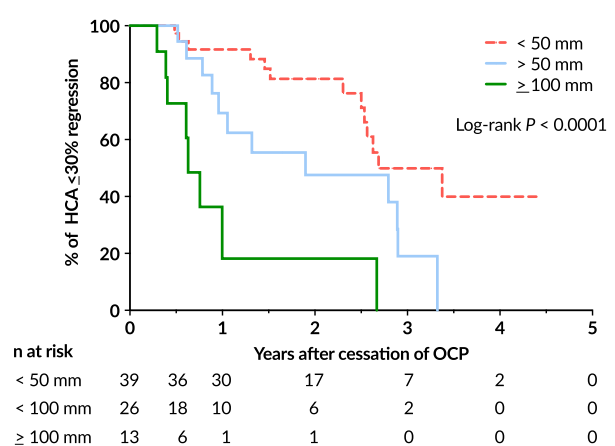 100
80
60
40
20
0
% of HCA ≤30% regression
< 50 mm
> 50 mm
≥100 mm
Log-rank P < 0.0001
0 1 2 3 4 5
Years after cessation of OCP
n at risk
< 50 mm 39 36 30 17 7 2 0
< 100 mm 26 18 10 6 2 0 0
≥ 100 mm 13 6 1 1 0 0 0